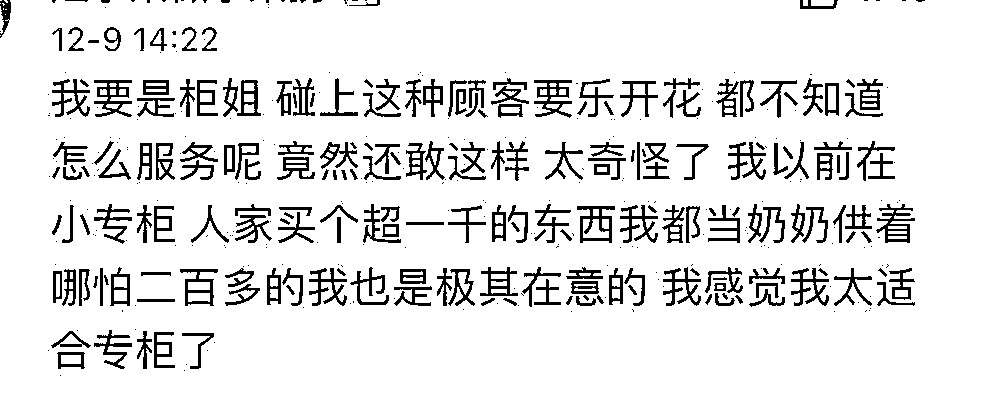 12-9 14:22
我要是柜姐 碰上这种顾客要乐开花 都不知道
怎么服务呢 竟然还敢这样 太奇怪了 我以前在
小专柜 人家买个超一千的东西我都当奶奶供着
哪怕二百多的我也是极其在意的 我感觉我太适
合专柜了